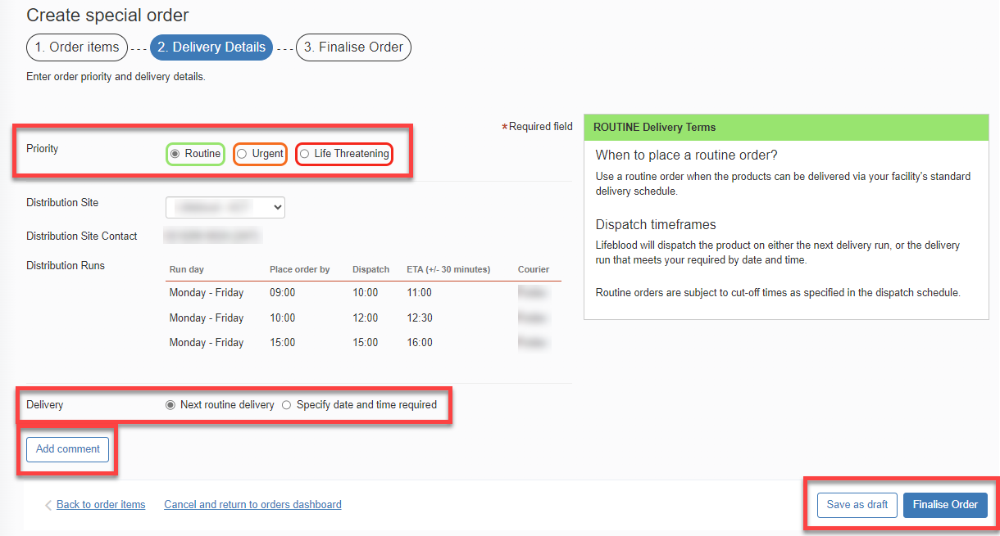 Create special order
1. Order items --- 2. Delivery Details --- 3. Finalise Order
Enter order priority and delivery details.
*Required field
Priority Routine Urgent Life Threatening
Distribution Site
Distribution Site Contact
Distribution Runs
Run day Place order by Dispatch ETA (+/- 30 minutes) Courier
Monday - Friday 09:00 10:00 11:00
Monday - Friday 10:00 12:00 12:30
Monday - Friday 15:00 15:00 16:00
Delivery Next routine delivery Specify date and time required
Add comment
ROUTINE Delivery Terms
When to place a routine order?
Use a routine order when the products can be delivered via your facility's standard
delivery schedule.
Dispatch timeframes
Lifeblood will dispatch the product on either the next delivery run, or the delivery
run that meets your required by date and time.
Routine orders are subject to cut-off times as specified in the dispatch schedule.
Back to order items Cancel and return to orders dashboard Save as draft Finalise Order